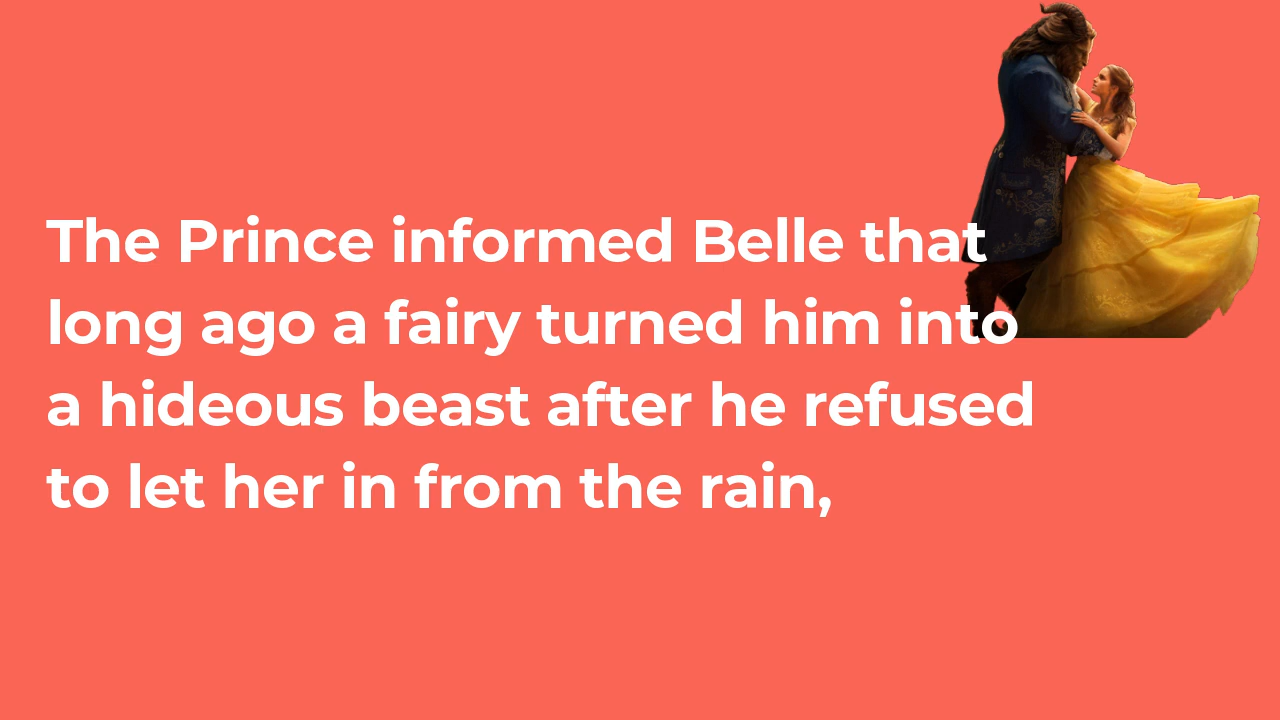 The Prince informed Belle that
long ago a fairy turned him into
a hideous beast after he refused
to let her in from the rain,